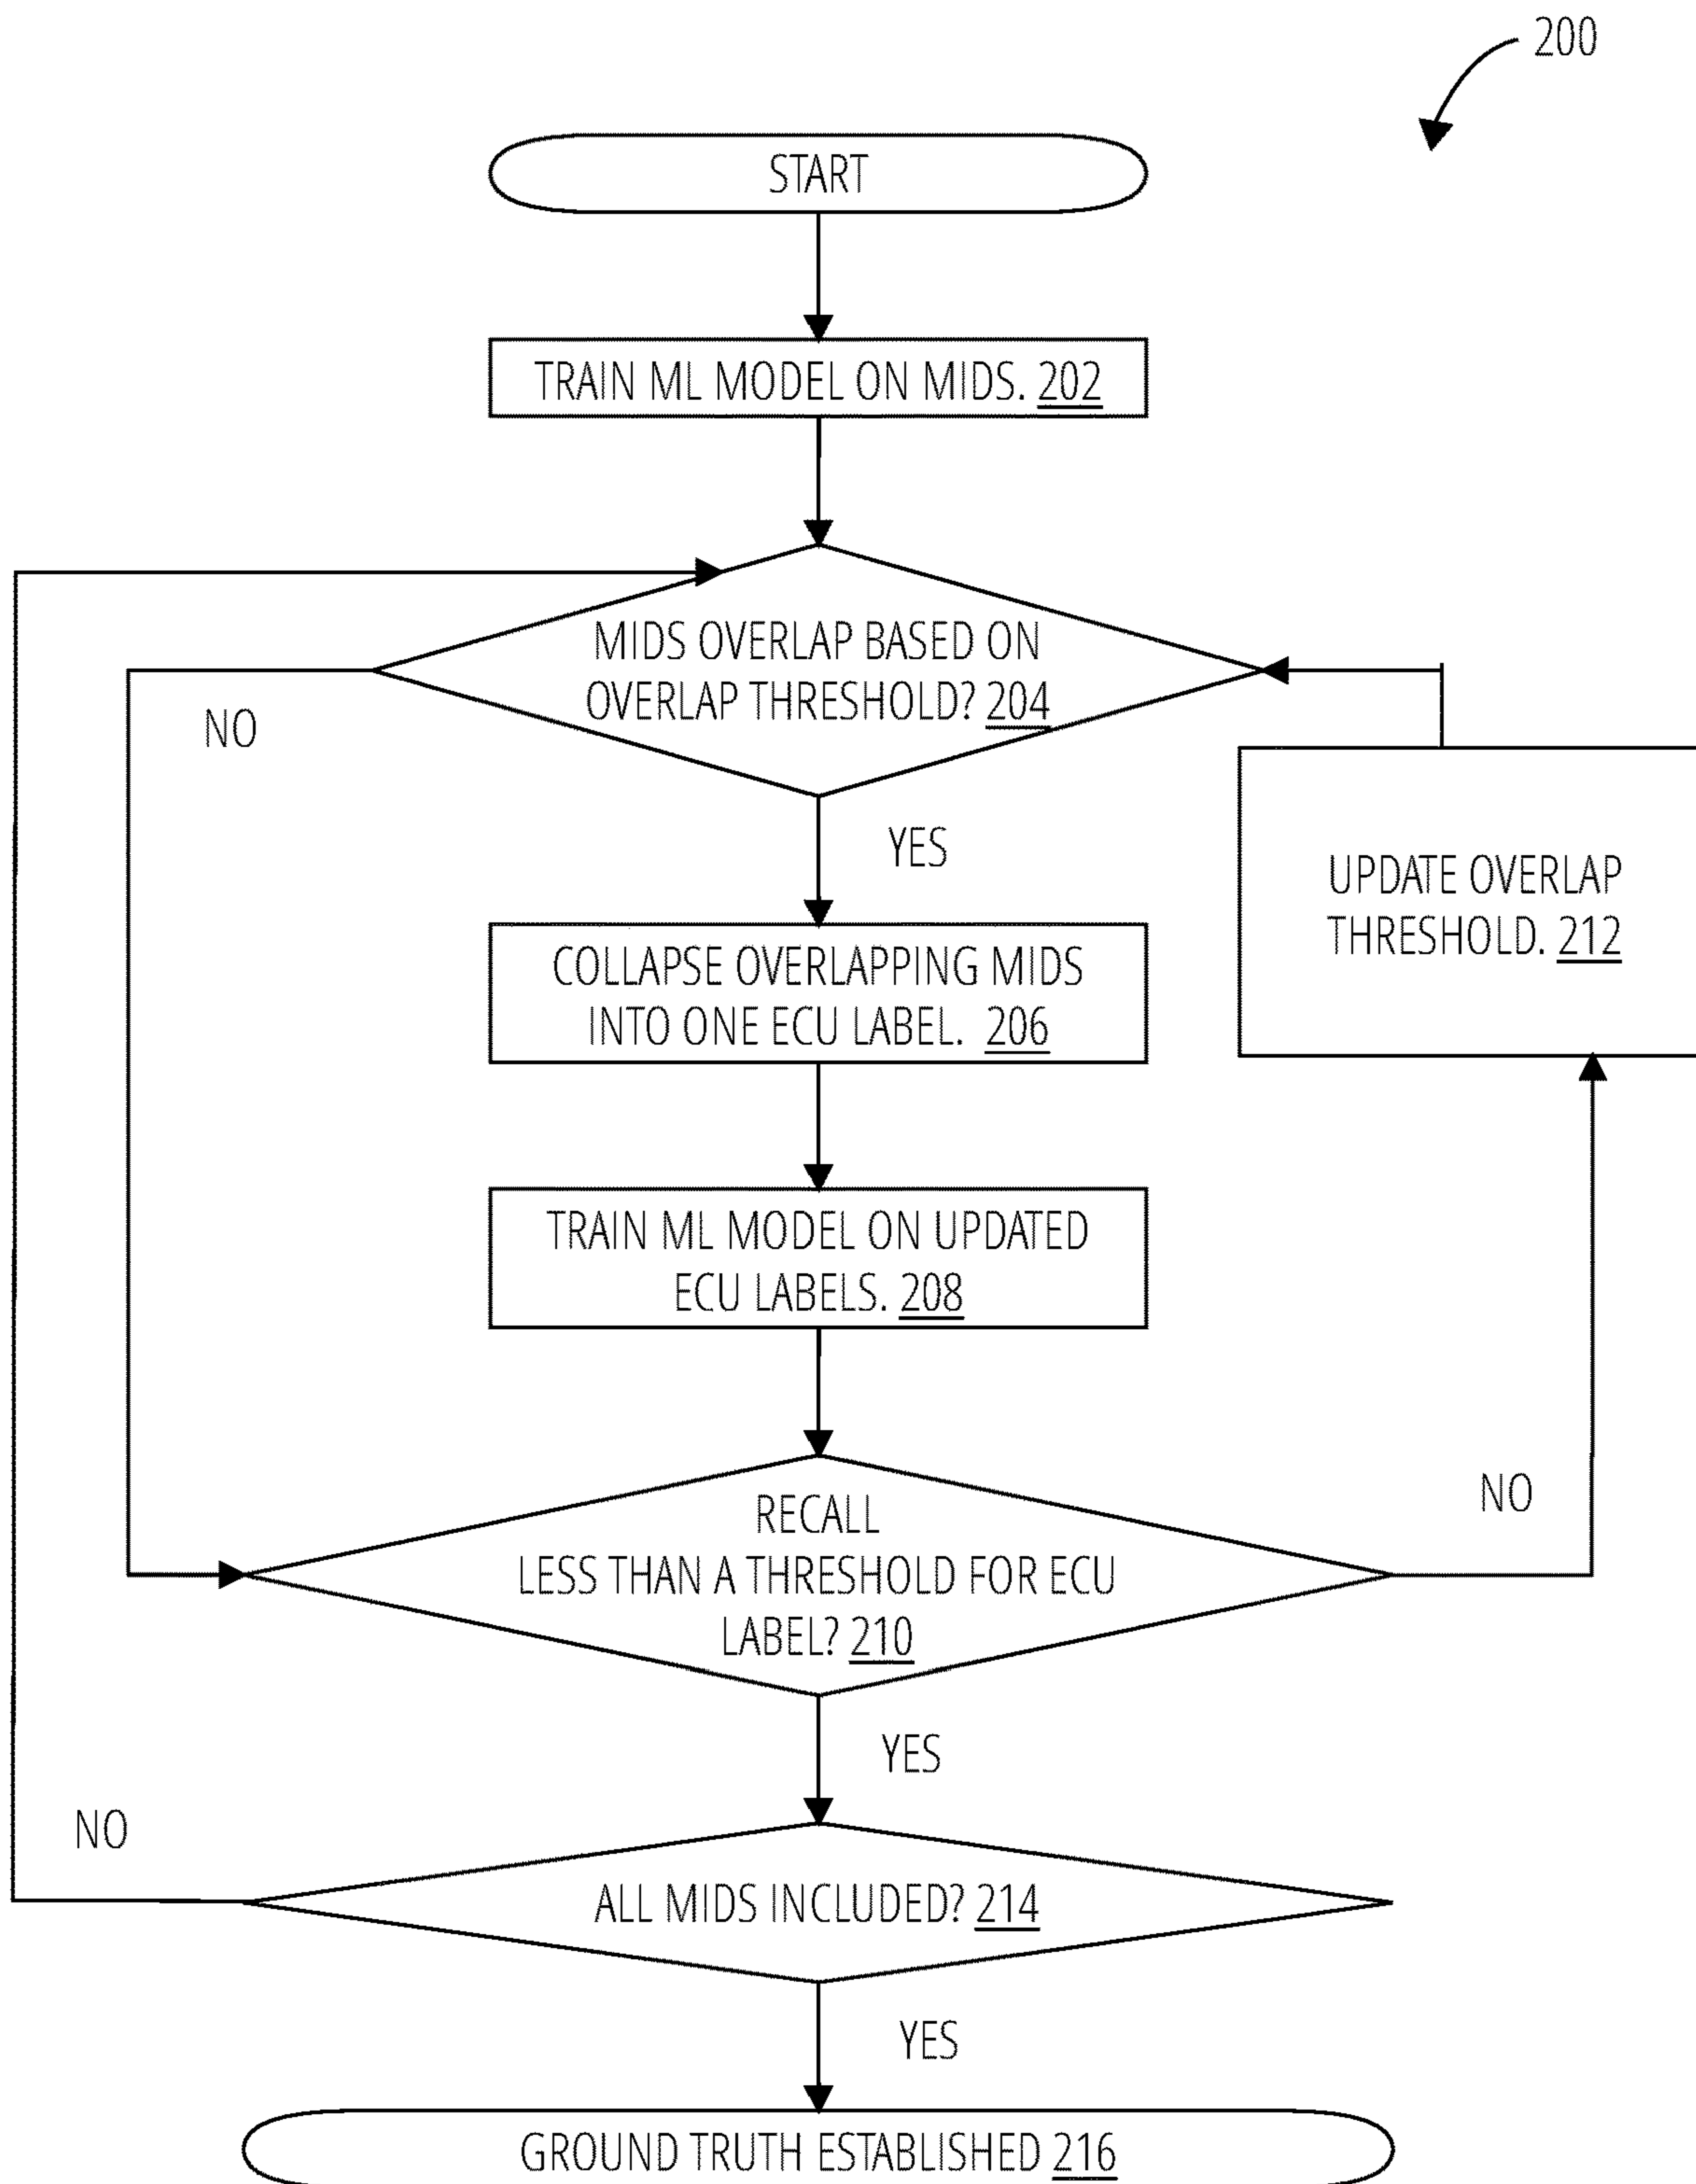 200
START
TRAIN ML MODEL ON MIDS. 202
MIDS OVERLAP BASED ON
OVERLAP THRESHOLD? 204
NO
YES
UPDATE OVERLAP
THRESHOLD. 212
COLLAPSE OVERLAPPING MIDS
INTO ONE ECU LABEL. 206
TRAIN ML MODEL ON UPDATED
ECU LABELS. 208
RECALL
LESS THAN A THRESHOLD FOR ECU
LABEL? 210
NO
YES
NO
ALL MIDS INCLUDED? 214
YES
GROUND TRUTH ESTABLISHED 216